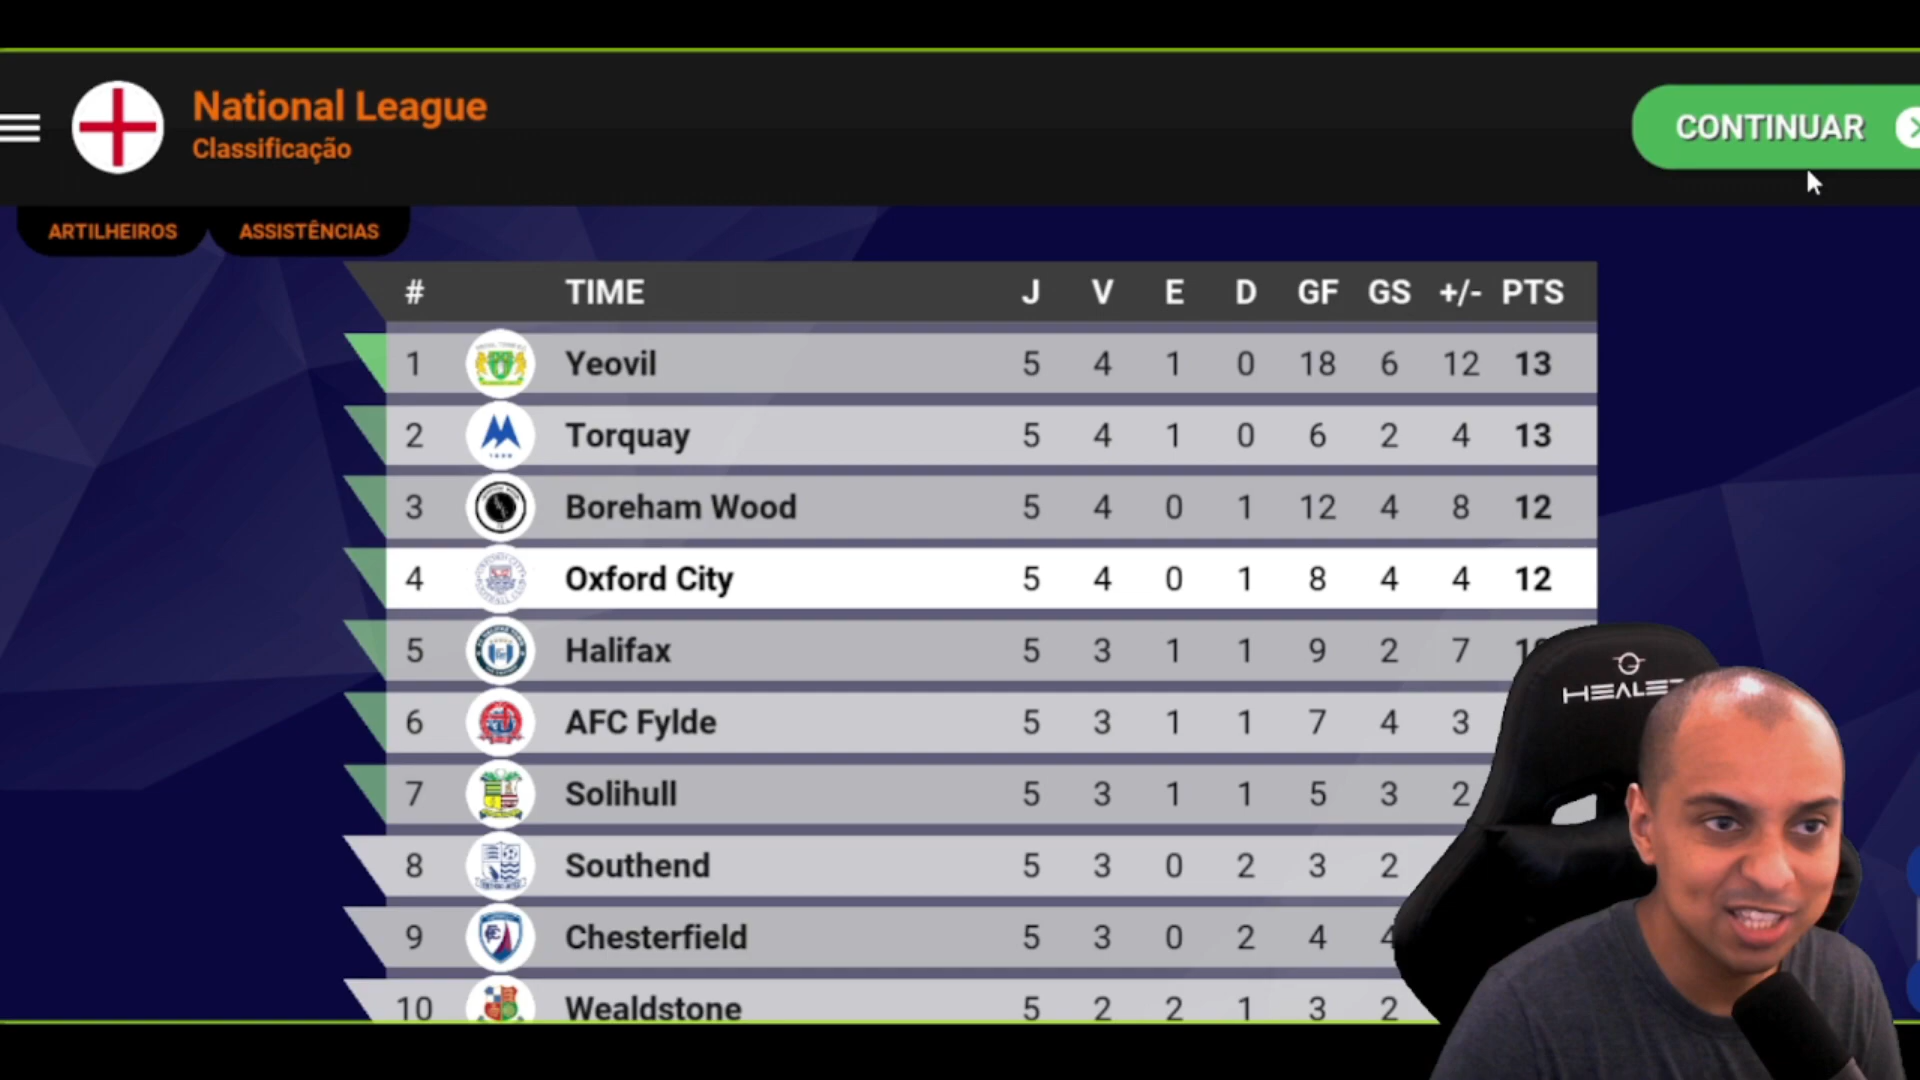 National League
Classificação
CONTINUAR
ARTILHEIROS ASSISTÊNCIAS
# TIME J V E D GF GS +/- PTS
1 Yeovil 5 4 1 0 18 6 12 13
2 Torquay 5 4 1 0 6 2 4 13
3 Boreham Wood 5 4 0 1 12 4 8 12
4 Oxford City 5 4 0 1 8 4 4 12
5 Halifax 5 3 1 1 9 2 7
6 AFC Fylde 5 3 1 1 7 4 3
7 Solihull 5 3 1 1 5 3 2
8 Southend 5 3 0 2 3 2
9 Chesterfield 5 3 0 2 4 4
10 Wealdstone 5 2 2 1 3 2